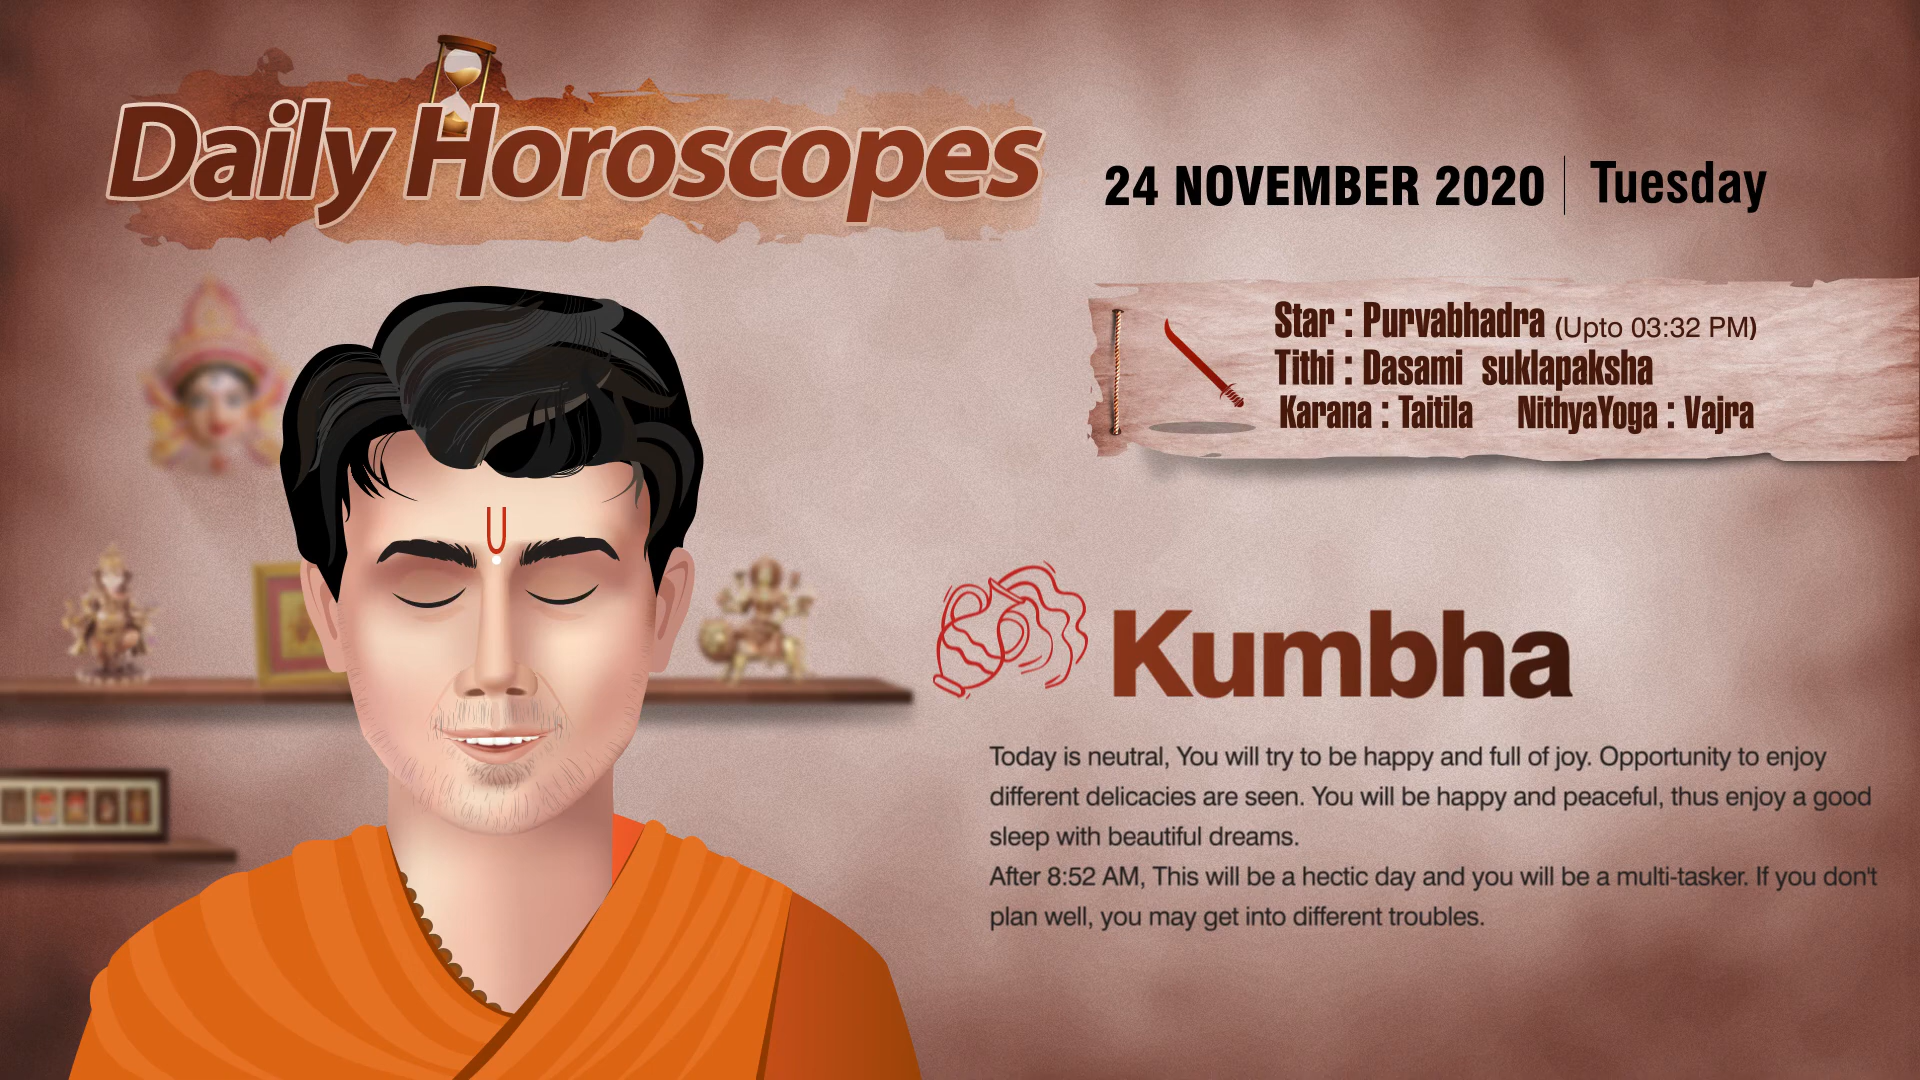 Daily Horoscopes
24 NOVEMBER 2020 | Tuesday
Star : Purvabhadra (Upto 03:32 PM)
Tithi : Dasami suklapaksha
Karana : Taitila NithyaYoga : Vajra
Kumbha
Today is neutral, You will try to be happy and full of joy. Opportunity to enjoy
different delicacies are seen. You will be happy and peaceful, thus enjoy a good
sleep with beautiful dreams.
After 8:52 AM, This will be a hectic day and you will be a multi-tasker. If you don't
plan well, you may get into different troubles.